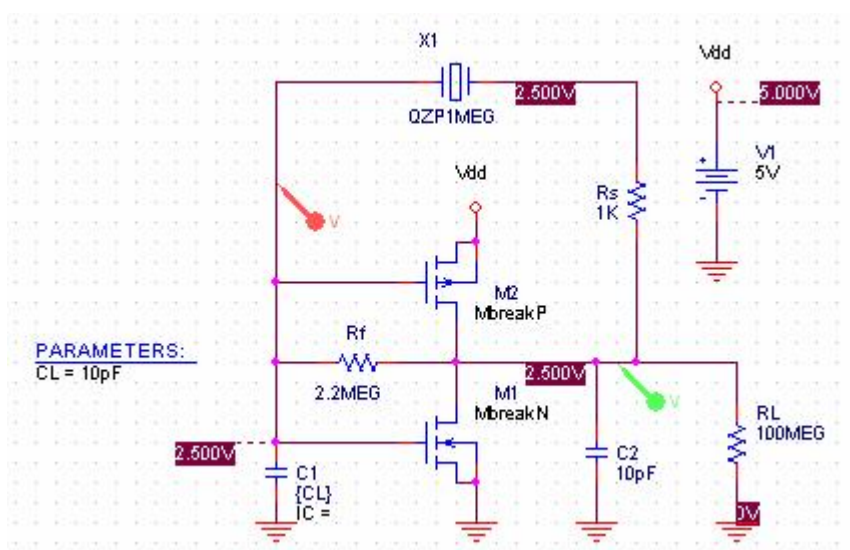 X1
2.500V
QZP1MEG
Vdd
5.000V
V1
5V
Vdd
Rs
1K
V
M2
MbreakP
PARAMETERS:
CL = 10pF
Rf
2.2MEG
2.500V
M1
MbreakN
V
RL
100MEG
2.500V
C1
{CL}
IC =
C2
10pF
0V